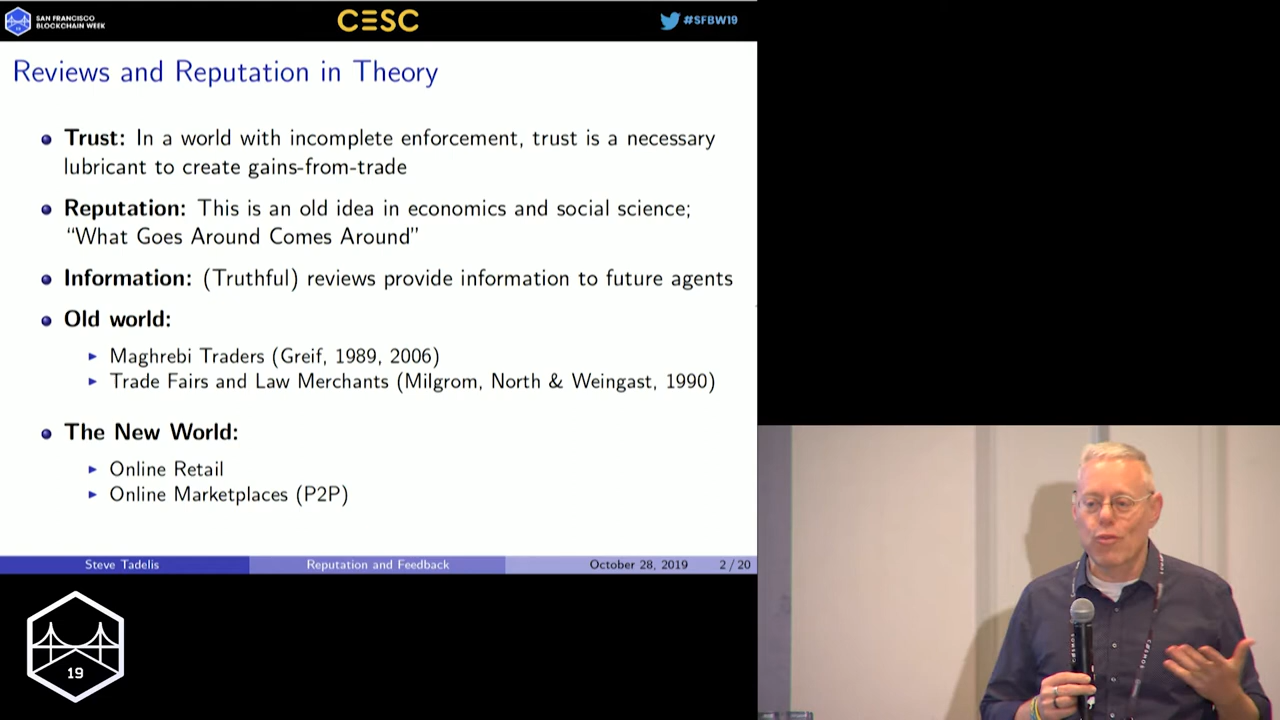 SAN FRANCISCO
BLOCKCHAIN WEEK
CESC
#SFBW19
Reviews and Reputation in Theory
Trust: In a world with incomplete enforcement, trust is a necessary
lubricant to create gains-from-trade
Reputation: This is an old idea in economics and social science;
“What Goes Around Comes Around”
Information: (Truthful) reviews provide information to future agents
Old world:
Maghrebi Traders (Greif, 1989, 2006)
Trade Fairs and Law Merchants (Milgrom, North & Weingast, 1990)
The New World:
Online Retail
Online Marketplaces (P2P)
Steve Tadelis Reputation and Feedback October 28, 2019 2 / 20
19
COSMOS
COSMOS